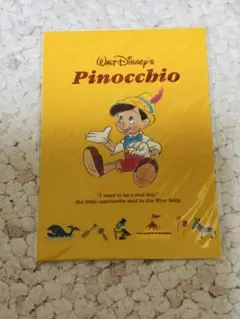 WALT DISNEY'S
Pinocchio
"I want to be a real boy,"
the little marionette said to the Blue Fairy.